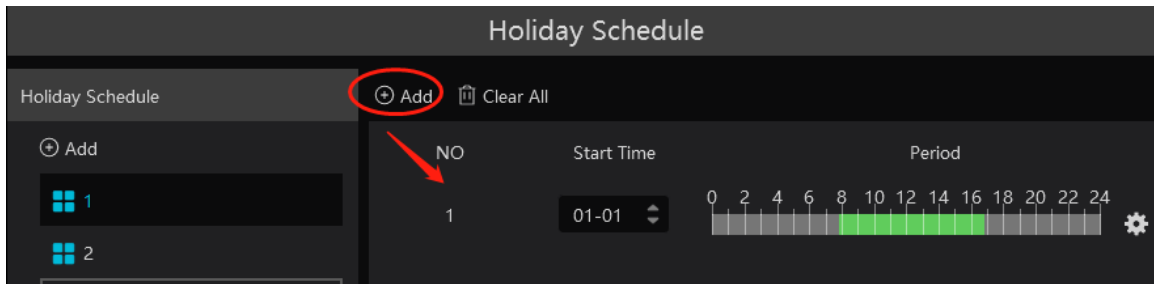 Holiday Schedule
Holiday Schedule
Add
Clear All
Add
1
2
NO
Start Time
Period
1
01-01
0 2 4 6 8 10 12 14 16 18 20 22 24